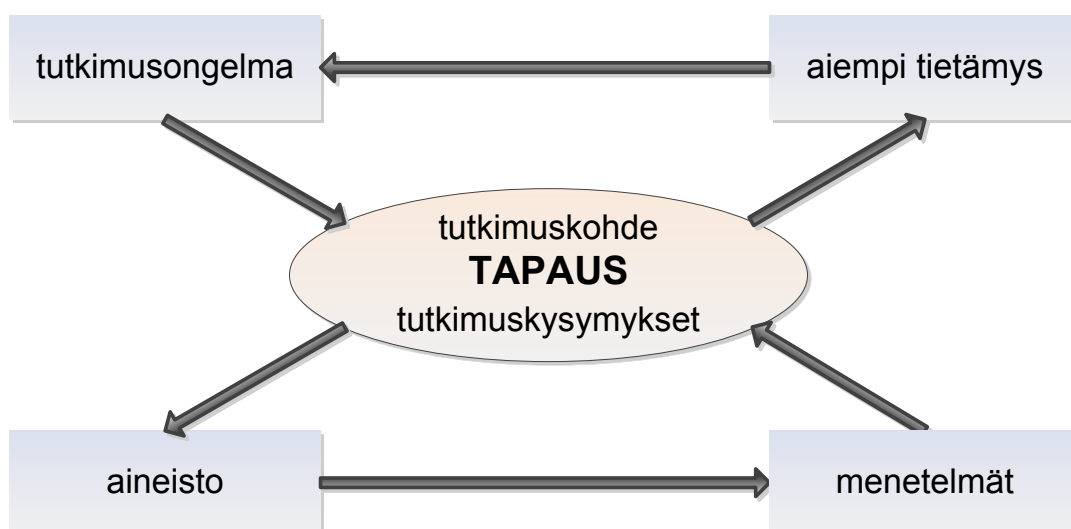 tutkimusongelma
aiempi tietämys
tutkimuskohde
TAPAUS
tutkimuskysymykset
aineisto
menetelmät